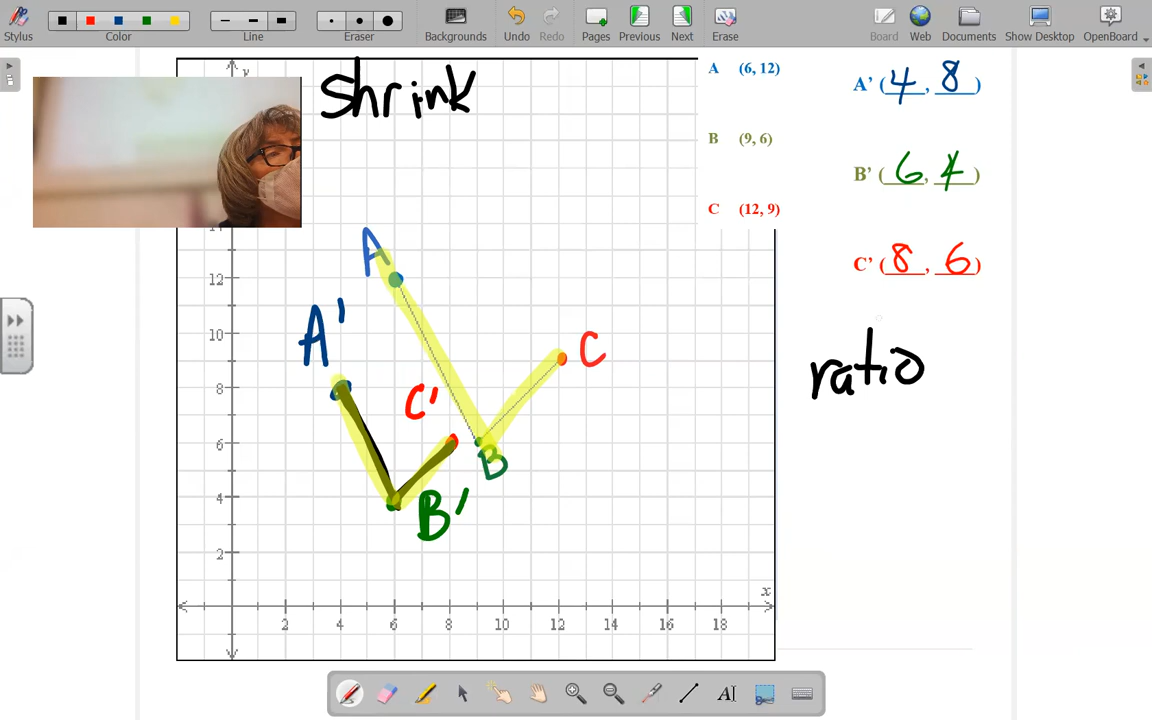 Stylus
Color
Line
Eraser
Backgrounds
Undo
Redo
Pages
Previous
Next
Erase
Board
Web
Documents
Show Desktop
OpenBoard
y
shrink
A (6, 12)
A' (4, 8)
B (9, 6)
B' (6, 4)
C (12, 9)
C' (8, 6)
ratio
A
A'
C
C'
B
B'
12
10
8
6
4
2
x
2 4 6 8 10 12 14 16 18